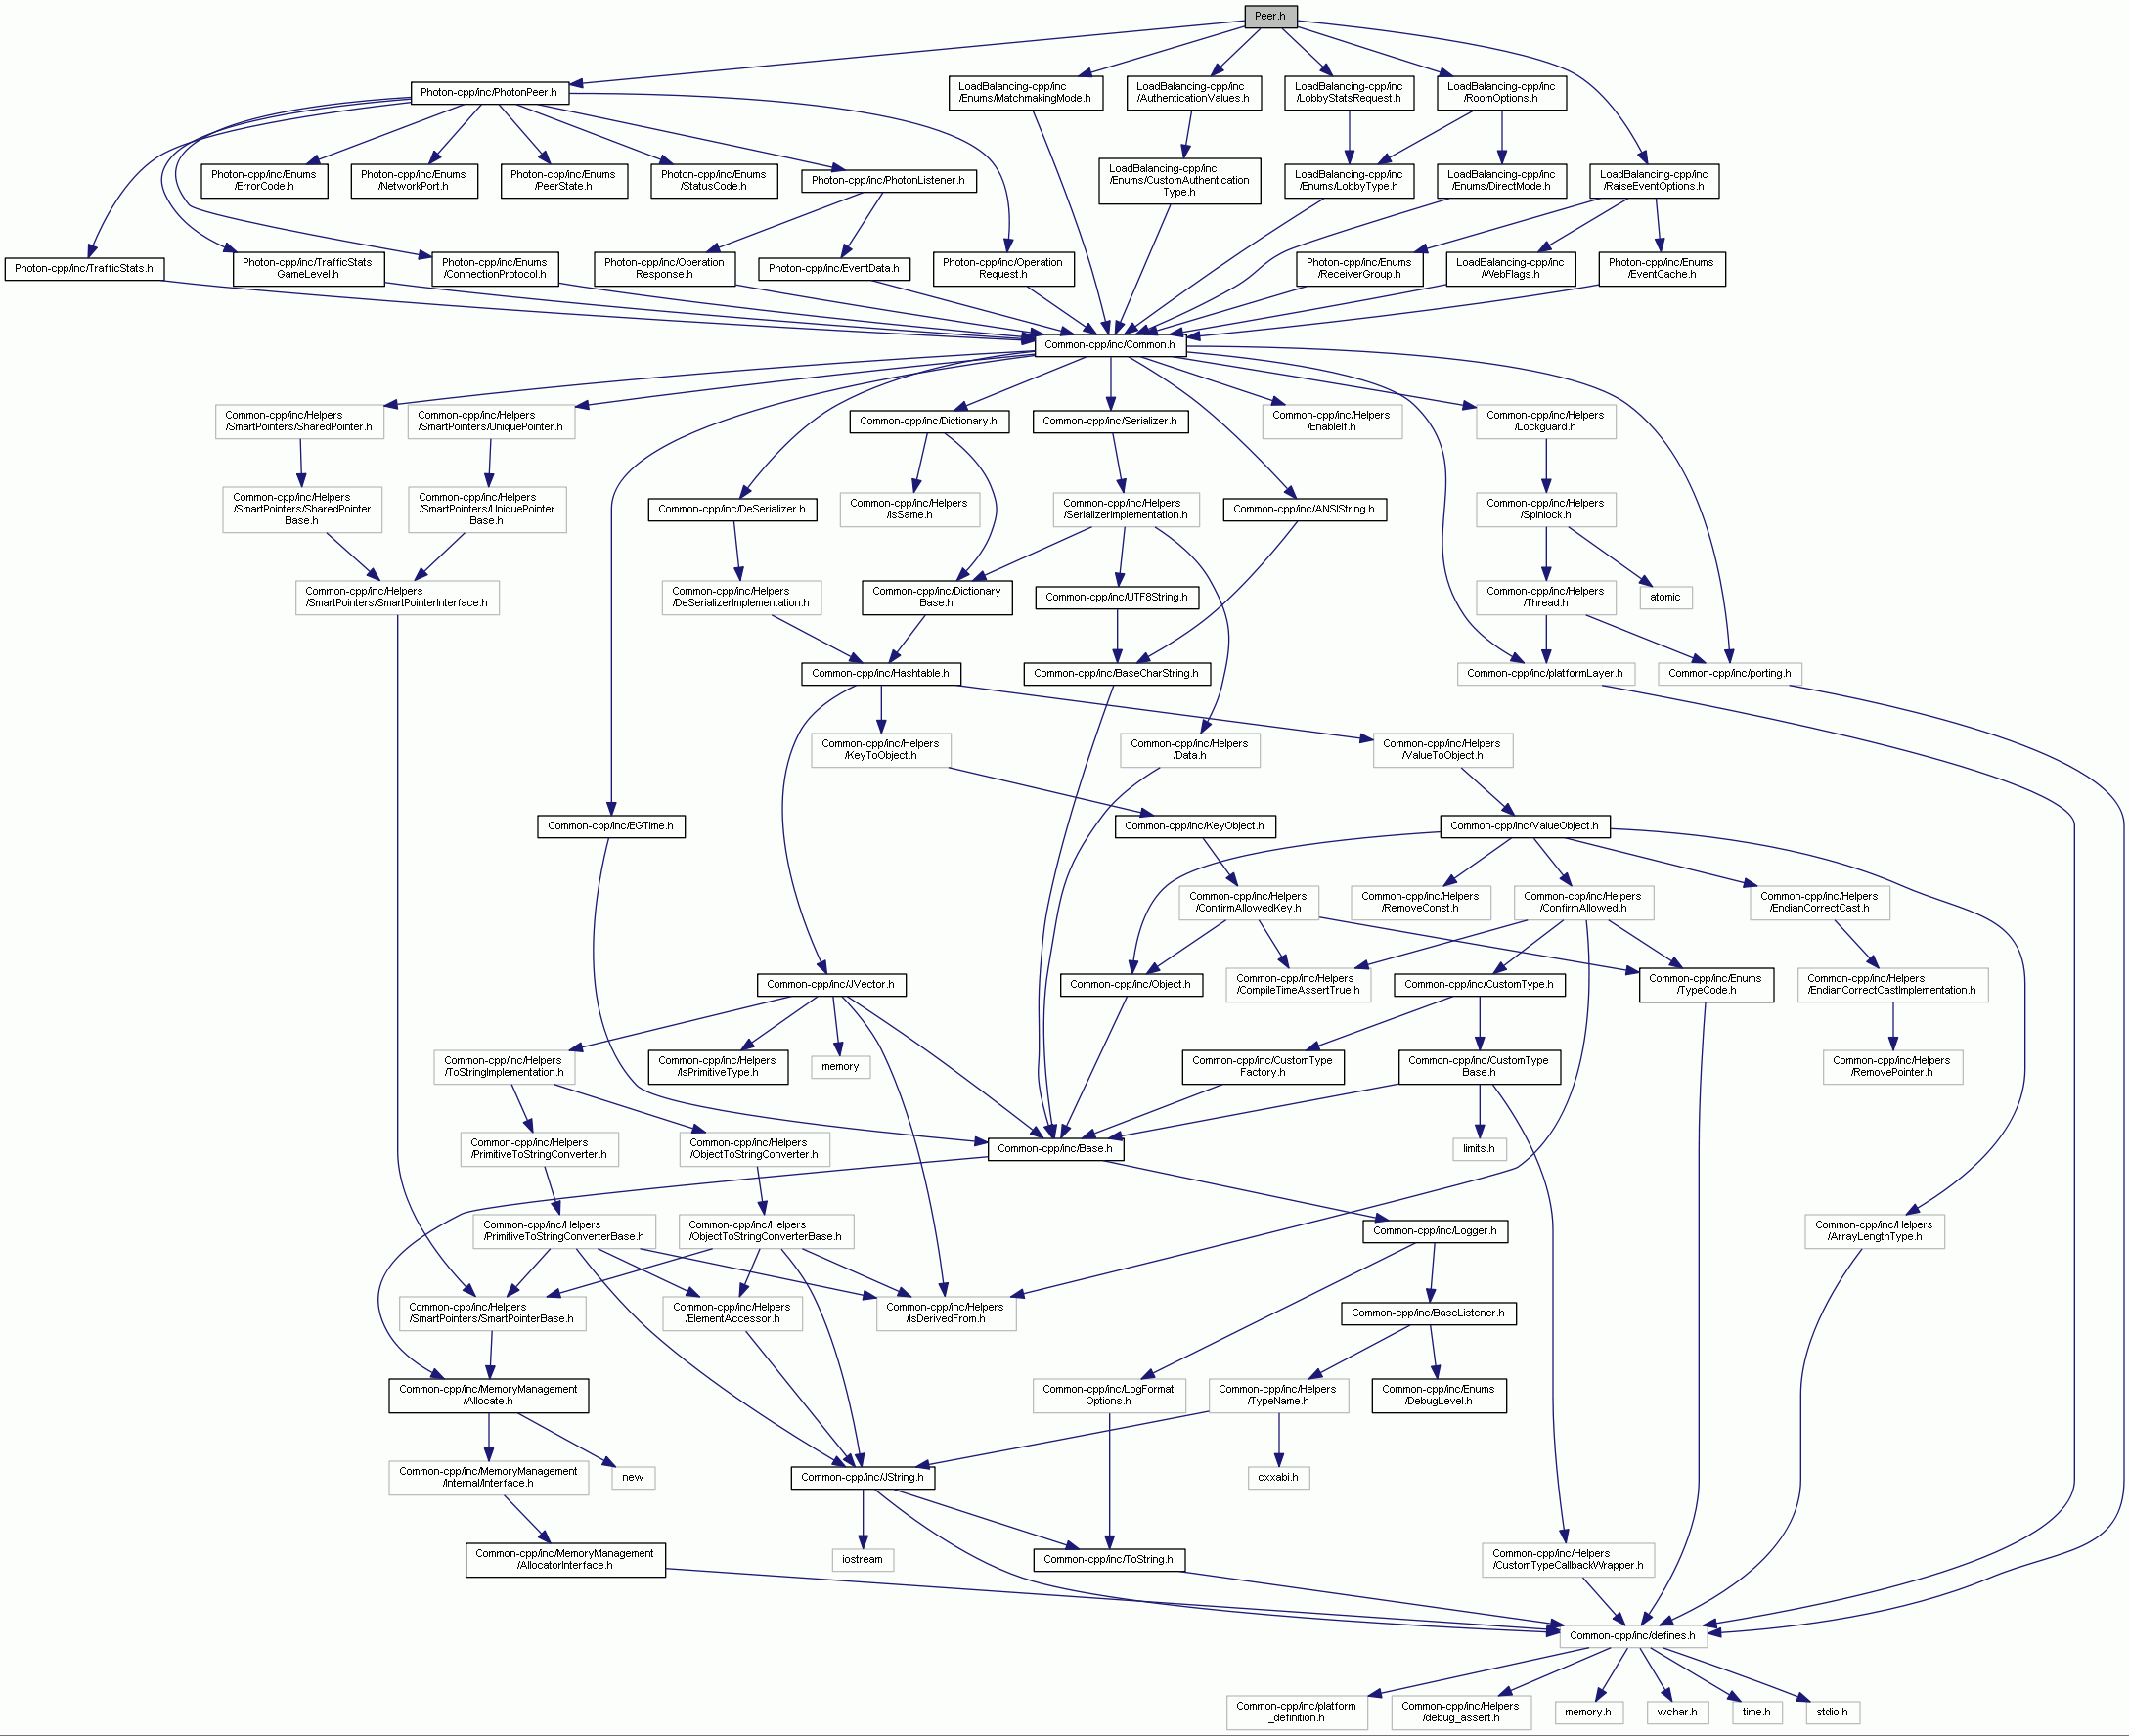 Peer.h
Photon-cpp/inc/PhotonPeer.h
LoadBalancing-cpp/inc
/Enums/MatchmakingMode.h
LoadBalancing-cpp/inc
/AuthenticationValues.h
LoadBalancing-cpp/inc
/LobbyStatsRequest.h
LoadBalancing-cpp/inc
/RoomOptions.h
Photon-cpp/inc/Enums
/ErrorCode.h
Photon-cpp/inc/Enums
/NetworkPort.h
Photon-cpp/inc/Enums
/PeerState.h
Photon-cpp/inc/Enums
/StatusCode.h
Photon-cpp/inc/PhotonListener.h
LoadBalancing-cpp/inc
/Enums/CustomAuthentication
Type.h
LoadBalancing-cpp/inc
/Enums/LobbyType.h
LoadBalancing-cpp/inc
/Enums/DirectMode.h
LoadBalancing-cpp/inc
/RaiseEventOptions.h
Photon-cpp/inc/TrafficStats.h
Photon-cpp/inc/TrafficStats
GameLevel.h
Photon-cpp/inc/Enums
/ConnectionProtocol.h
Photon-cpp/inc/Operation
Response.h
Photon-cpp/inc/EventData.h
Photon-cpp/inc/Operation
Request.h
Photon-cpp/inc/Enums
/ReceiverGroup.h
LoadBalancing-cpp/inc
/WebFlags.h
Photon-cpp/inc/Enums
/EventCache.h
Common-cpp/inc/Common.h
Common-cpp/inc/Helpers
/SmartPointers/SharedPointer.h
Common-cpp/inc/Helpers
/SmartPointers/UniquePointer.h
Common-cpp/inc/Dictionary.h
Common-cpp/inc/Serializer.h
Common-cpp/inc/Helpers
/EnableIf.h
Common-cpp/inc/Helpers
/Lockguard.h
Common-cpp/inc/Helpers
/SmartPointers/SharedPointer
Base.h
Common-cpp/inc/Helpers
/SmartPointers/UniquePointer
Base.h
Common-cpp/inc/DeSerializer.h
Common-cpp/inc/Helpers
/IsSame.h
Common-cpp/inc/Helpers
/SerializerImplementation.h
Common-cpp/inc/ANSIString.h
Common-cpp/inc/Helpers
/Spinlock.h
Common-cpp/inc/Helpers
/SmartPointers/SmartPointerInterface.h
Common-cpp/inc/Helpers
/DeSerializerImplementation.h
Common-cpp/inc/Dictionary
Base.h
Common-cpp/inc/UTF8String.h
Common-cpp/inc/Helpers
/Thread.h
atomic
Common-cpp/inc/Hashtable.h
Common-cpp/inc/BaseCharString.h
Common-cpp/inc/platformLayer.h
Common-cpp/inc/porting.h
Common-cpp/inc/Helpers
/KeyToObject.h
Common-cpp/inc/Helpers
/Data.h
Common-cpp/inc/Helpers
/ValueToObject.h
Common-cpp/inc/EGTime.h
Common-cpp/inc/KeyObject.h
Common-cpp/inc/ValueObject.h
Common-cpp/inc/Helpers
/ConfirmAllowedKey.h
Common-cpp/inc/Helpers
/RemoveConst.h
Common-cpp/inc/Helpers
/ConfirmAllowed.h
Common-cpp/inc/Helpers
/EndianCorrectCast.h
Common-cpp/inc/JVector.h
Common-cpp/inc/Object.h
Common-cpp/inc/Helpers
/CompileTimeAssertTrue.h
Common-cpp/inc/CustomType.h
Common-cpp/inc/Enums
/TypeCode.h
Common-cpp/inc/Helpers
/EndianCorrectCastImplementation.h
Common-cpp/inc/Helpers
/ToStringImplementation.h
Common-cpp/inc/Helpers
/IsPrimitiveType.h
memory
Common-cpp/inc/CustomType
Factory.h
Common-cpp/inc/CustomType
Base.h
Common-cpp/inc/Helpers
/RemovePointer.h
Common-cpp/inc/Helpers
/PrimitiveToStringConverter.h
Common-cpp/inc/Helpers
/ObjectToStringConverter.h
Common-cpp/inc/Base.h
limits.h
Common-cpp/inc/Helpers
/PrimitiveToStringConverterBase.h
Common-cpp/inc/Helpers
/ObjectToStringConverterBase.h
Common-cpp/inc/Logger.h
Common-cpp/inc/Helpers
/ArrayLengthType.h
Common-cpp/inc/Helpers
/SmartPointers/SmartPointerBase.h
Common-cpp/inc/Helpers
/ElementAccessor.h
Common-cpp/inc/Helpers
/IsDerivedFrom.h
Common-cpp/inc/BaseListener.h
Common-cpp/inc/MemoryManagement
/Allocate.h
Common-cpp/inc/LogFormat
Options.h
Common-cpp/inc/Helpers
/TypeName.h
Common-cpp/inc/Enums
/DebugLevel.h
Common-cpp/inc/MemoryManagement
/Internal/Interface.h
new
Common-cpp/inc/JString.h
cxxabi.h
Common-cpp/inc/MemoryManagement
/AllocatorInterface.h
iostream
Common-cpp/inc/ToString.h
Common-cpp/inc/Helpers
/CustomTypeCallbackWrapper.h
Common-cpp/inc/defines.h
Common-cpp/inc/platform
_definition.h
Common-cpp/inc/Helpers
/debug_assert.h
memory.h
wchar.h
time.h
stdio.h